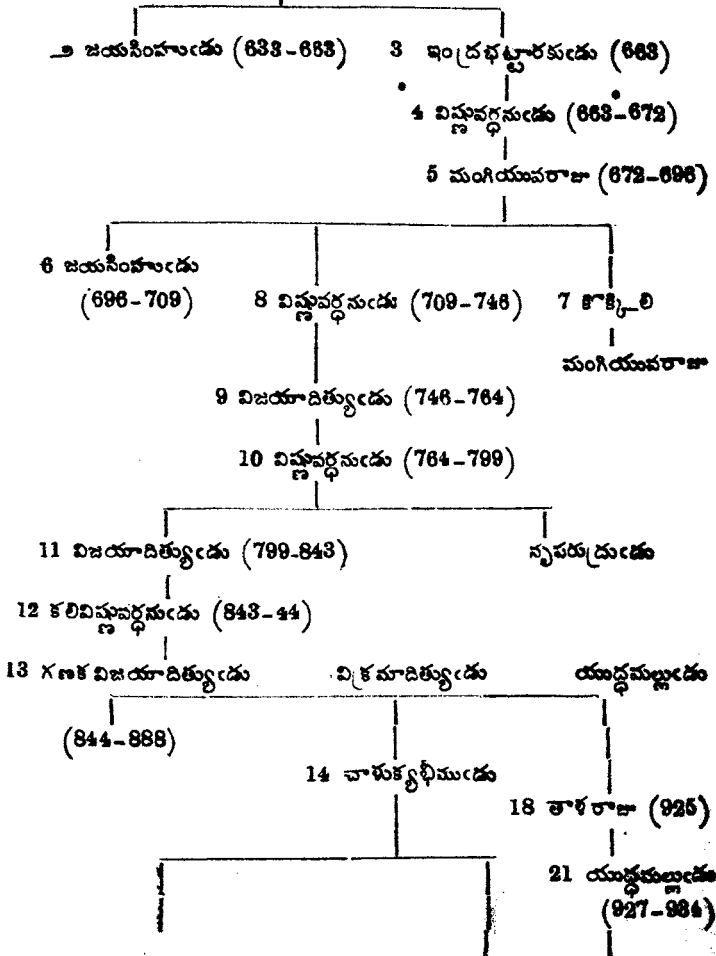 2 జయసింహుఁడు (633-663) 3 ఇంద్రభట్టారకుఁడు (663)
4 విష్ణువర్ధనుఁడు (663-672)
5 మంగియువరాజు (672-696)
6 జయసింహుఁడు
(696-709) 8 విష్ణువర్ధనుఁడు (709-746) 7 కొక్కిలి
మంగియువరాజు
9 విజయాదిత్యుఁడు (746-764)
10 విష్ణువర్ధనుఁడు (764-799)
11 విజయాదిత్యుఁడు (799-843) నృపరుద్రుఁడు
12 కలివిష్ణువర్ధనుఁడు (843-44)
13 గణక విజయాదిత్యుఁడు విక్రమాదిత్యుఁడు యుద్ధమల్లుఁడు
(844-888)
14 చాళుక్యభీముఁడు
18 తాళరాజు (925)
21 యుద్ధమల్లుఁడు
(927-934)